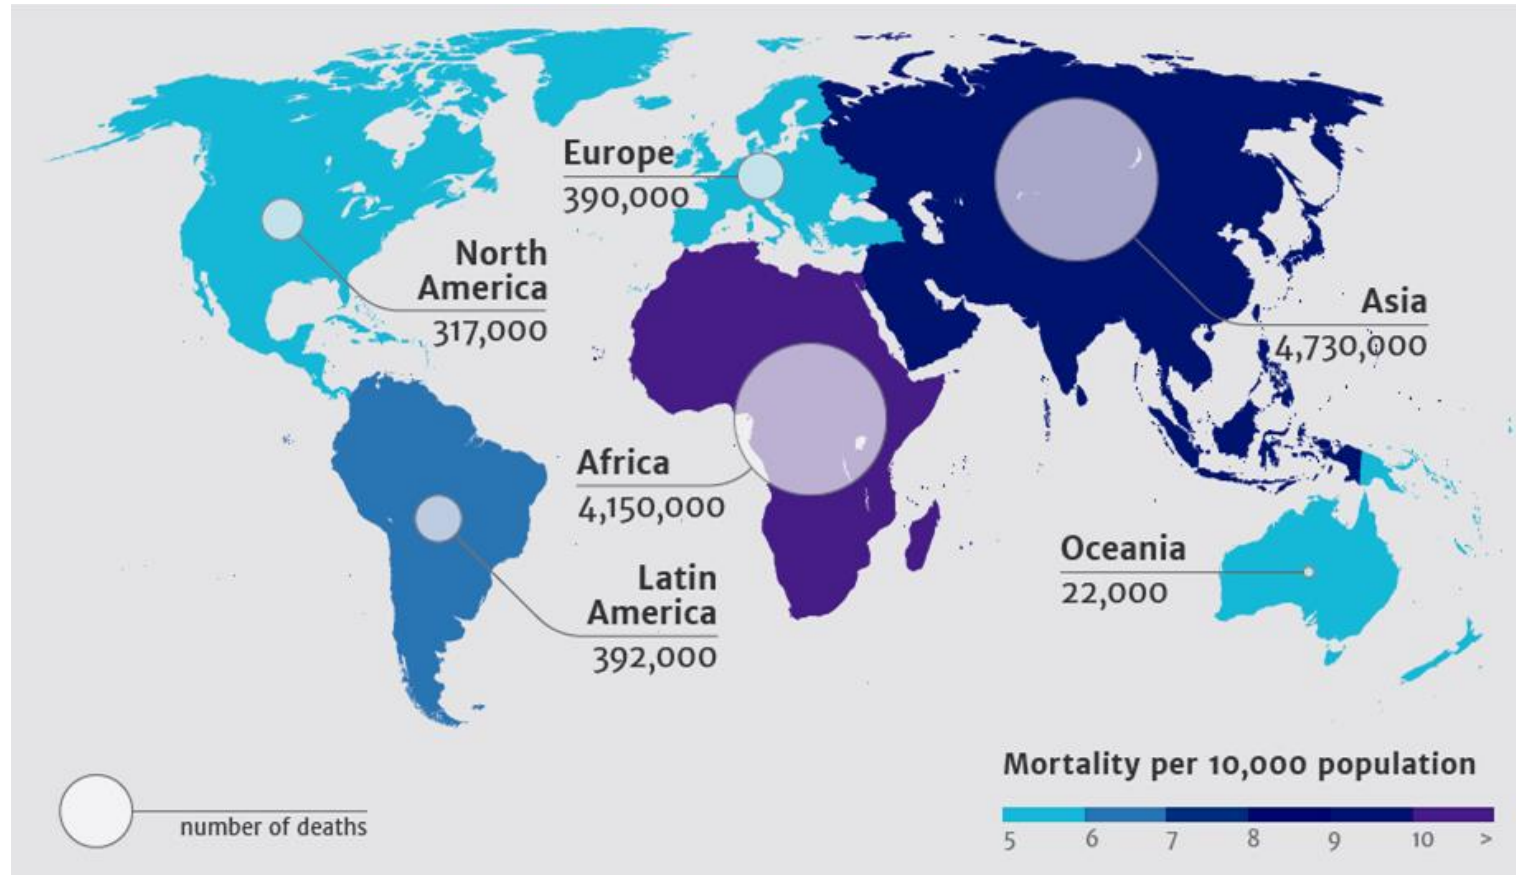 Europe
390,000
North
America
317,000
Asia
4,730,000
Africa
4,150,000
Oceania
22,000
Latin
America
392,000
Mortality per 10,000 population
5 6 7 8 9 10 >
number of deaths